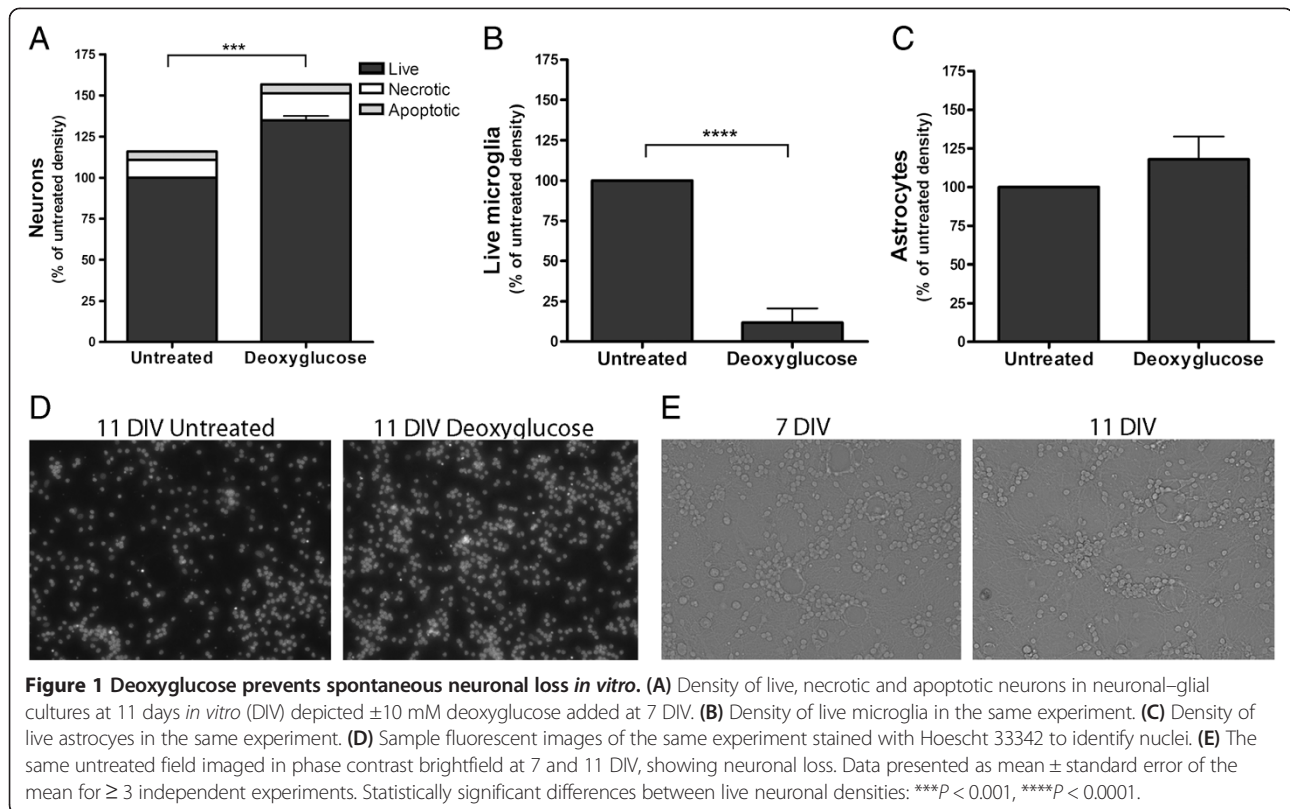 A
B
C
Neurons
(% of untreated density)
175
150
125
100
75
50
25
0
***
Live
Necrotic
Apoptotic
Untreated
Deoxyglucose
Live microglia
(% of untreated density)
175
150
125
100
75
50
25
0
****
Untreated
Deoxyglucose
Astrocytes
(% of untreated density)
175
150
125
100
75
50
25
0
Untreated
Deoxyglucose
D
11 DIV Untreated
11 DIV Deoxyglucose
E
7 DIV
11 DIV
Figure 1 Deoxyglucose prevents spontaneous neuronal loss in vitro. (A) Density of live, necrotic and apoptotic neurons in neuronal–glial
cultures at 11 days in vitro (DIV) depicted ±10 mM deoxyglucose added at 7 DIV. (B) Density of live microglia in the same experiment. (C) Density of
live astrocyes in the same experiment. (D) Sample fluorescent images of the same experiment stained with Hoescht 33342 to identify nuclei. (E) The
same untreated field imaged in phase contrast brightfield at 7 and 11 DIV, showing neuronal loss. Data presented as mean ± standard error of the
mean for ≥ 3 independent experiments. Statistically significant differences between live neuronal densities: ***P < 0.001, ****P < 0.0001.